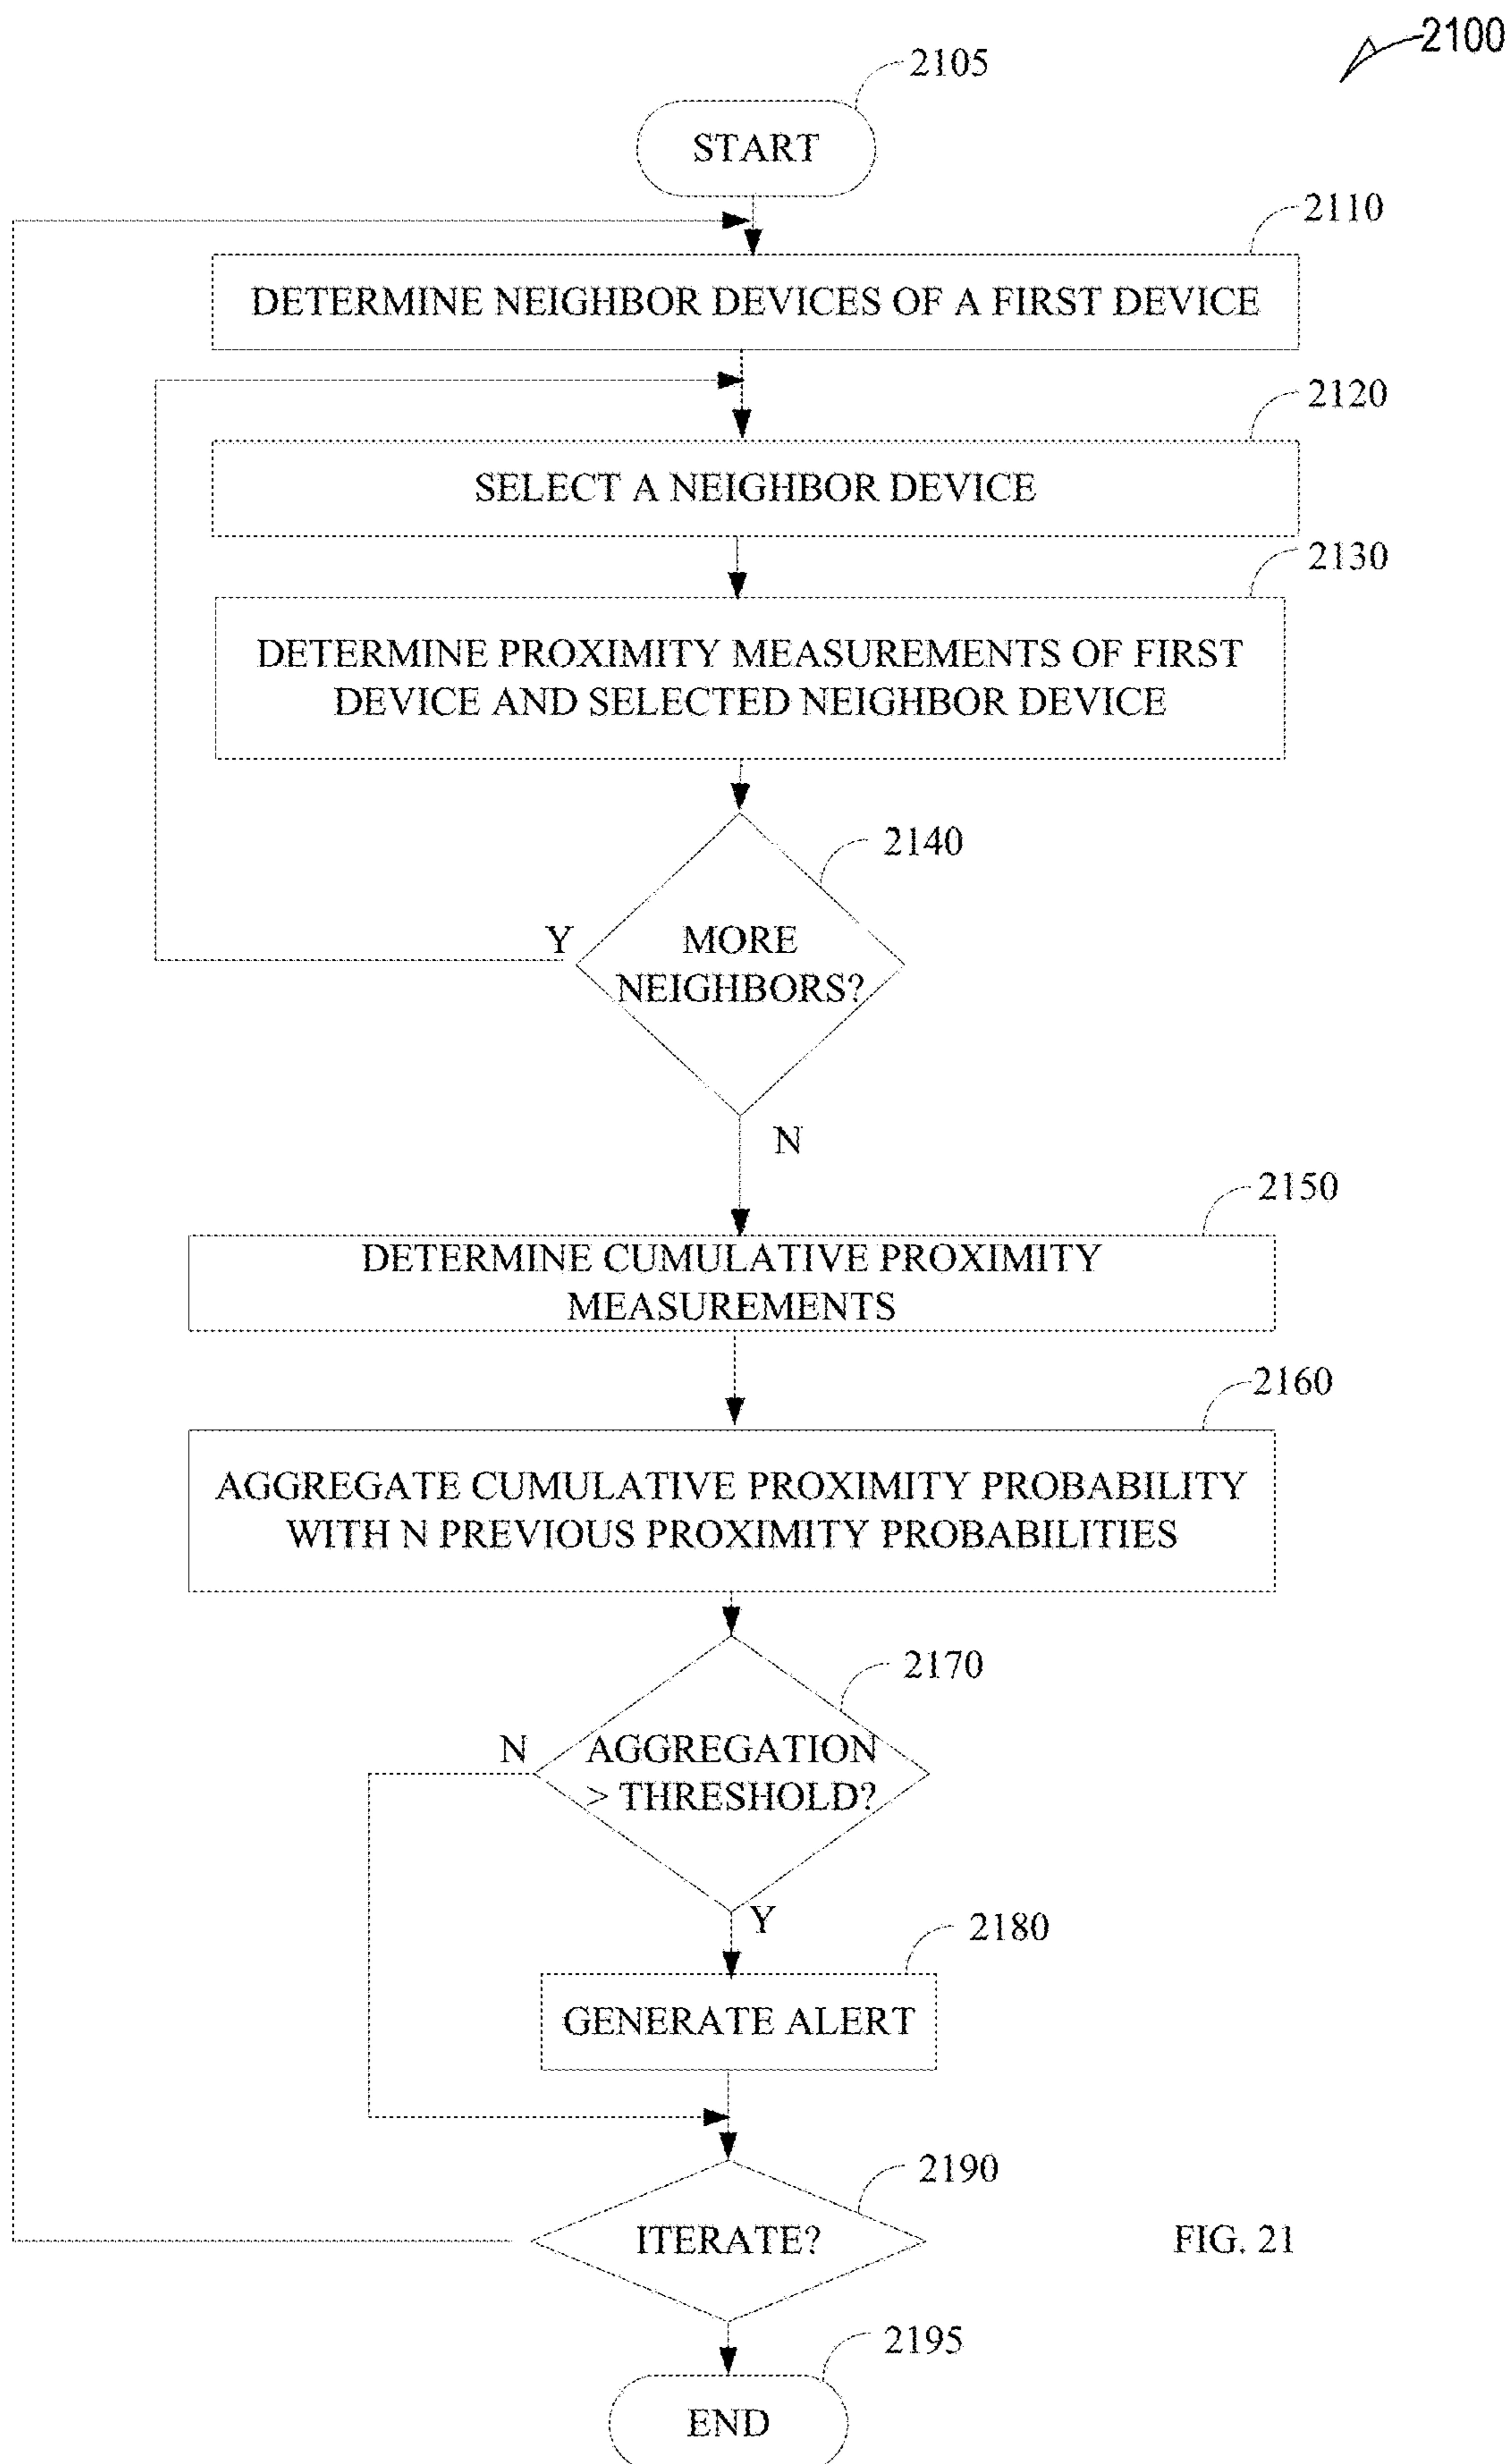 2100
2105
START
2110
DETERMINE NEIGHBOR DEVICES OF A FIRST DEVICE
2120
SELECT A NEIGHBOR DEVICE
2130
DETERMINE PROXIMITY MEASUREMENTS OF FIRST
DEVICE AND SELECTED NEIGHBOR DEVICE
2140
Y
MORE
NEIGHBORS?
N
2150
DETERMINE CUMULATIVE PROXIMITY
MEASUREMENTS
2160
AGGREGATE CUMULATIVE PROXIMITY PROBABILITY
WITH N PREVIOUS PROXIMITY PROBABILITIES
2170
N
AGGREGATION
> THRESHOLD?
Y
2180
GENERATE ALERT
2190
ITERATE?
FIG. 21
2195
END